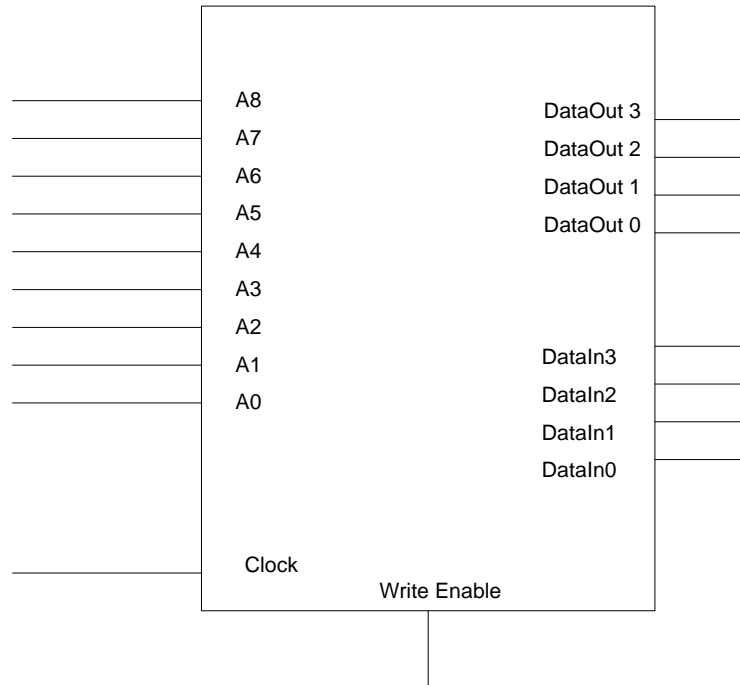 A8
A7
A6
A5
A4
A3
A2
A1
A0
Clock
DataOut 3
DataOut 2
DataOut 1
DataOut 0
DataIn3
DataIn2
DataIn1
DataIn0
Write Enable